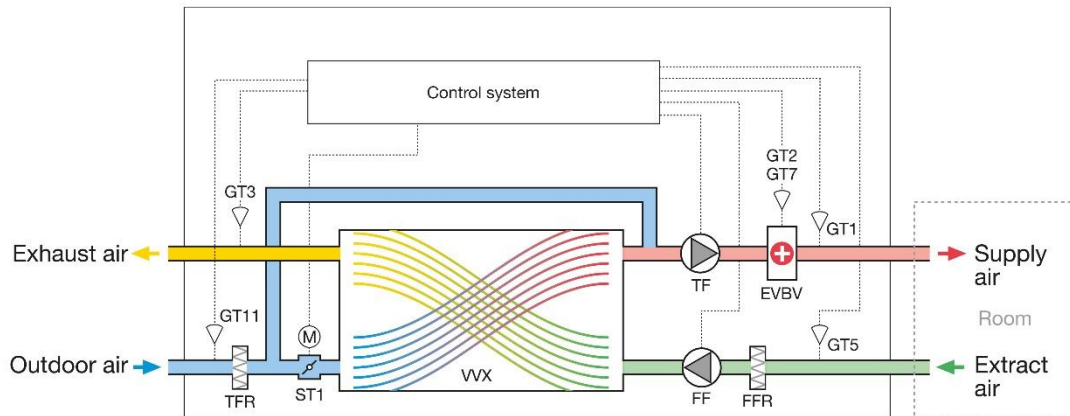 Control system
GT2
GT7
GT3
GT1
Exhaust air
Supply
air
TF
EVBV
GT11
M
Room
GT5
Outdoor air
VVX
Extract
air
TFR
ST1
FF
FFR